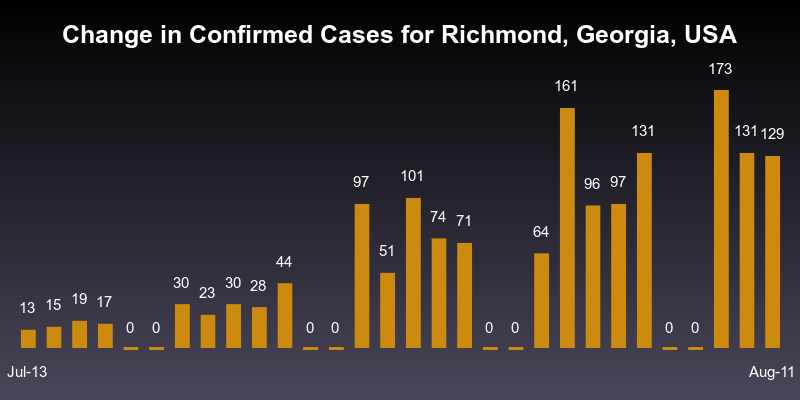 Change in Confirmed Cases for Richmond, Georgia, USA
13 15 19 17 0 0 30 23 30 28 44 0 0 97 51 101 74 71 0 0 64 161 96 97 131 0 0 173 131 129
Jul-13 Aug-11